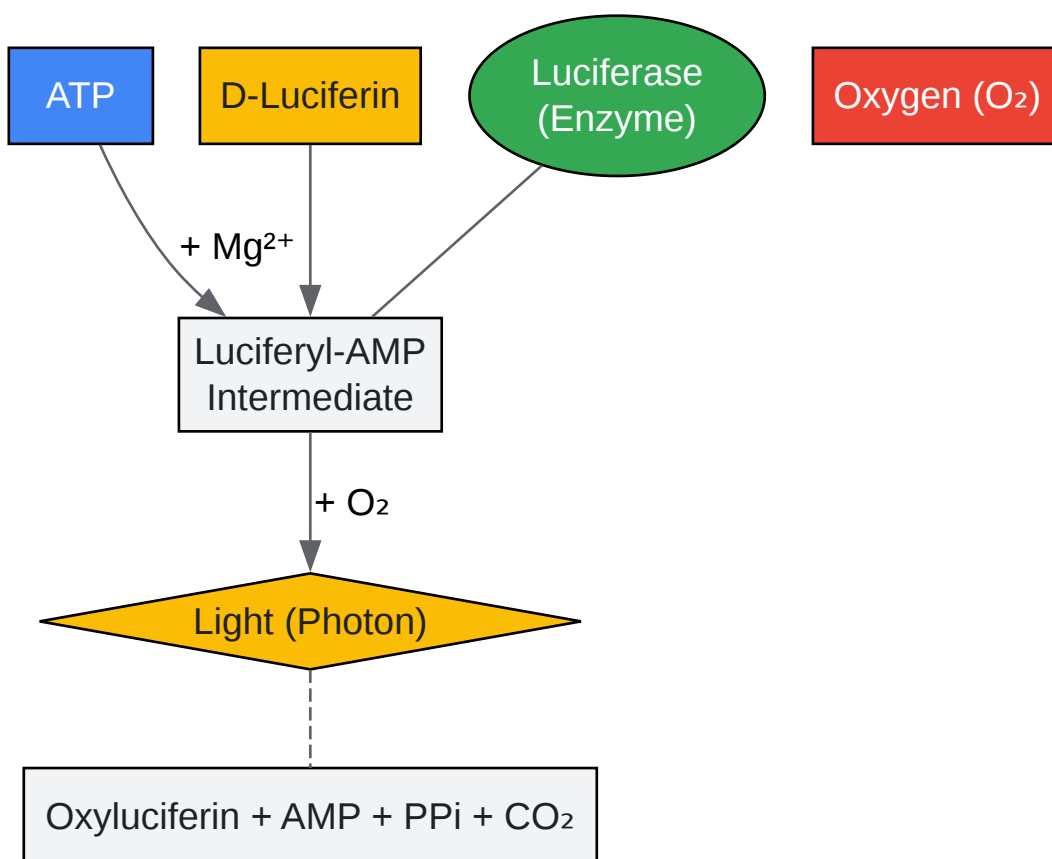 ATP
D-Luciferin
Luciferase
(Enzyme)
Oxygen (O₂)
+ Mg²⁺
Luciferyl-AMP
Intermediate
+ O₂
Light (Photon)
Oxyluciferin + AMP + PPi + CO₂